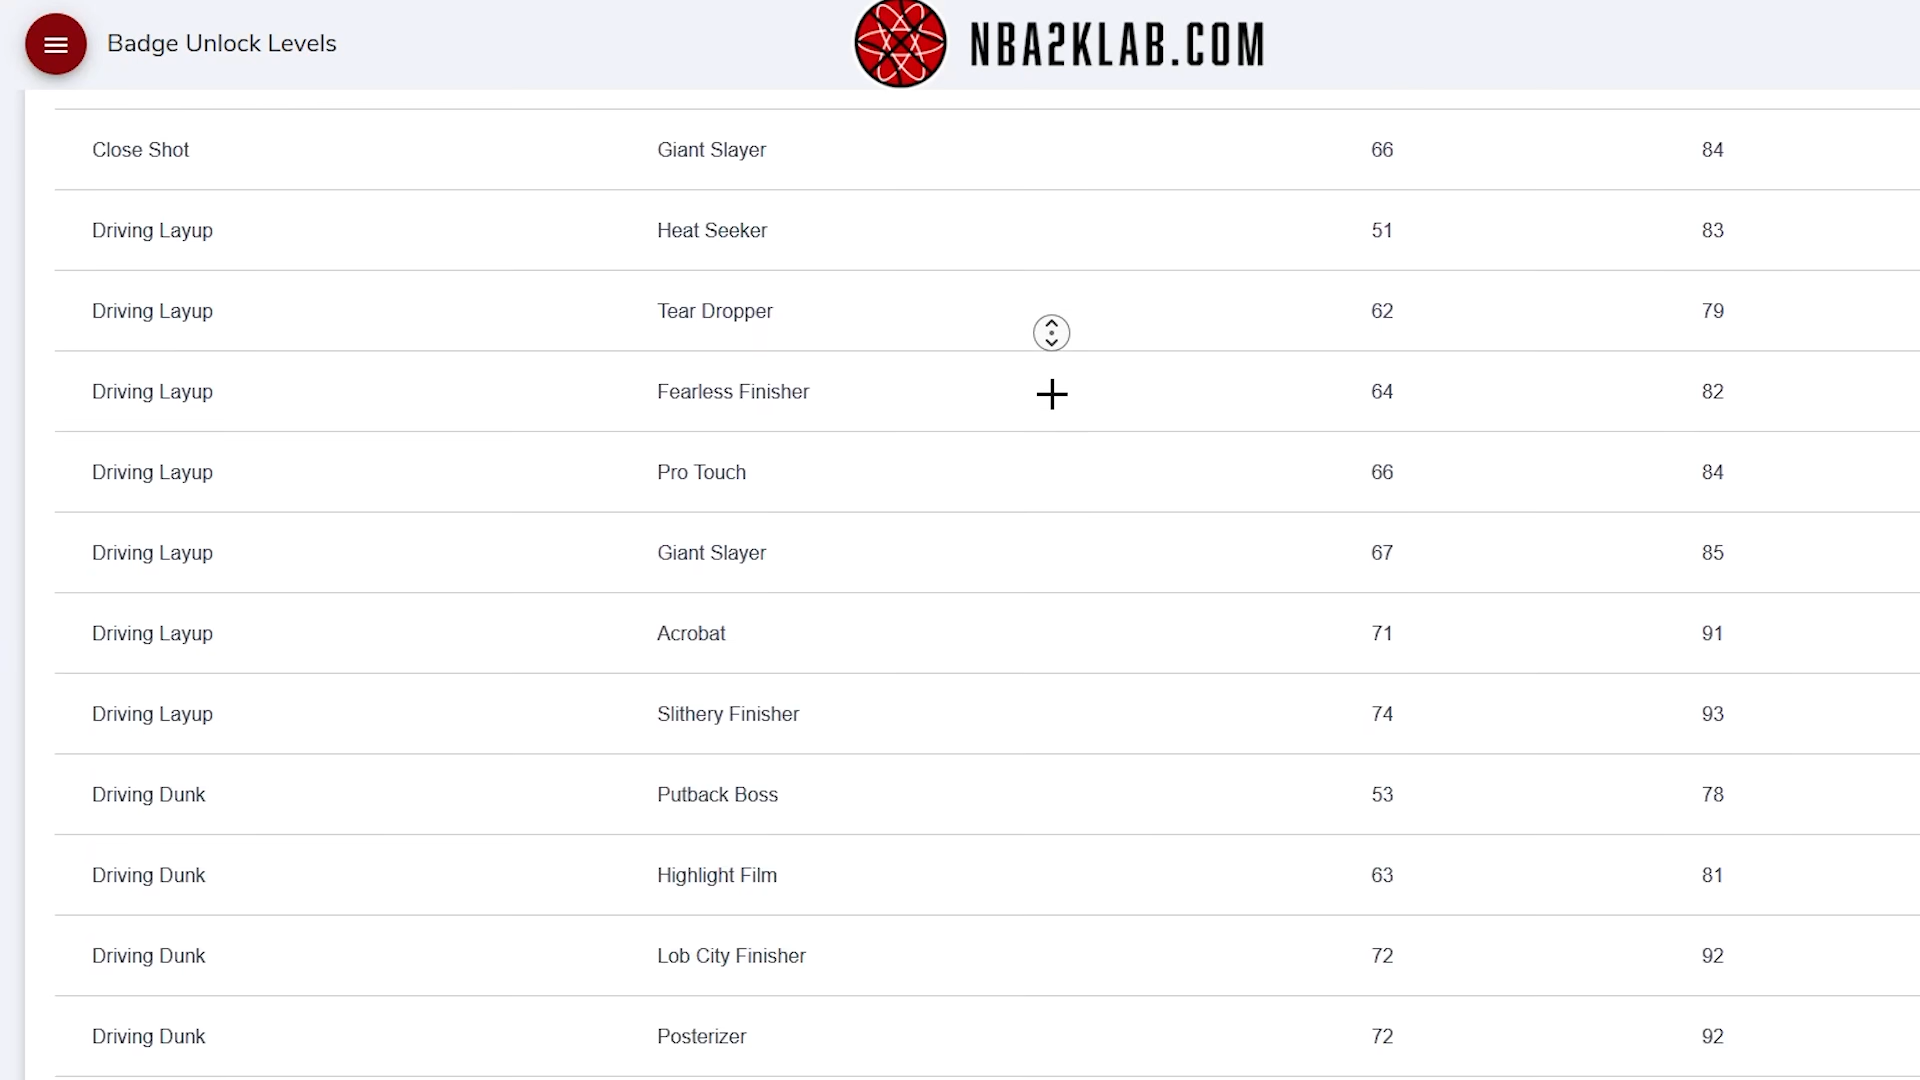 Badge Unlock Levels
NBA2KLAB.COM
Close Shot Giant Slayer 66 84
Driving Layup Heat Seeker 51 83
Driving Layup Tear Dropper 62 79
Driving Layup Fearless Finisher 64 82
Driving Layup Pro Touch 66 84
Driving Layup Giant Slayer 67 85
Driving Layup Acrobat 71 91
Driving Layup Slithery Finisher 74 93
Driving Dunk Putback Boss 53 78
Driving Dunk Highlight Film 63 81
Driving Dunk Lob City Finisher 72 92
Driving Dunk Posterizer 72 92